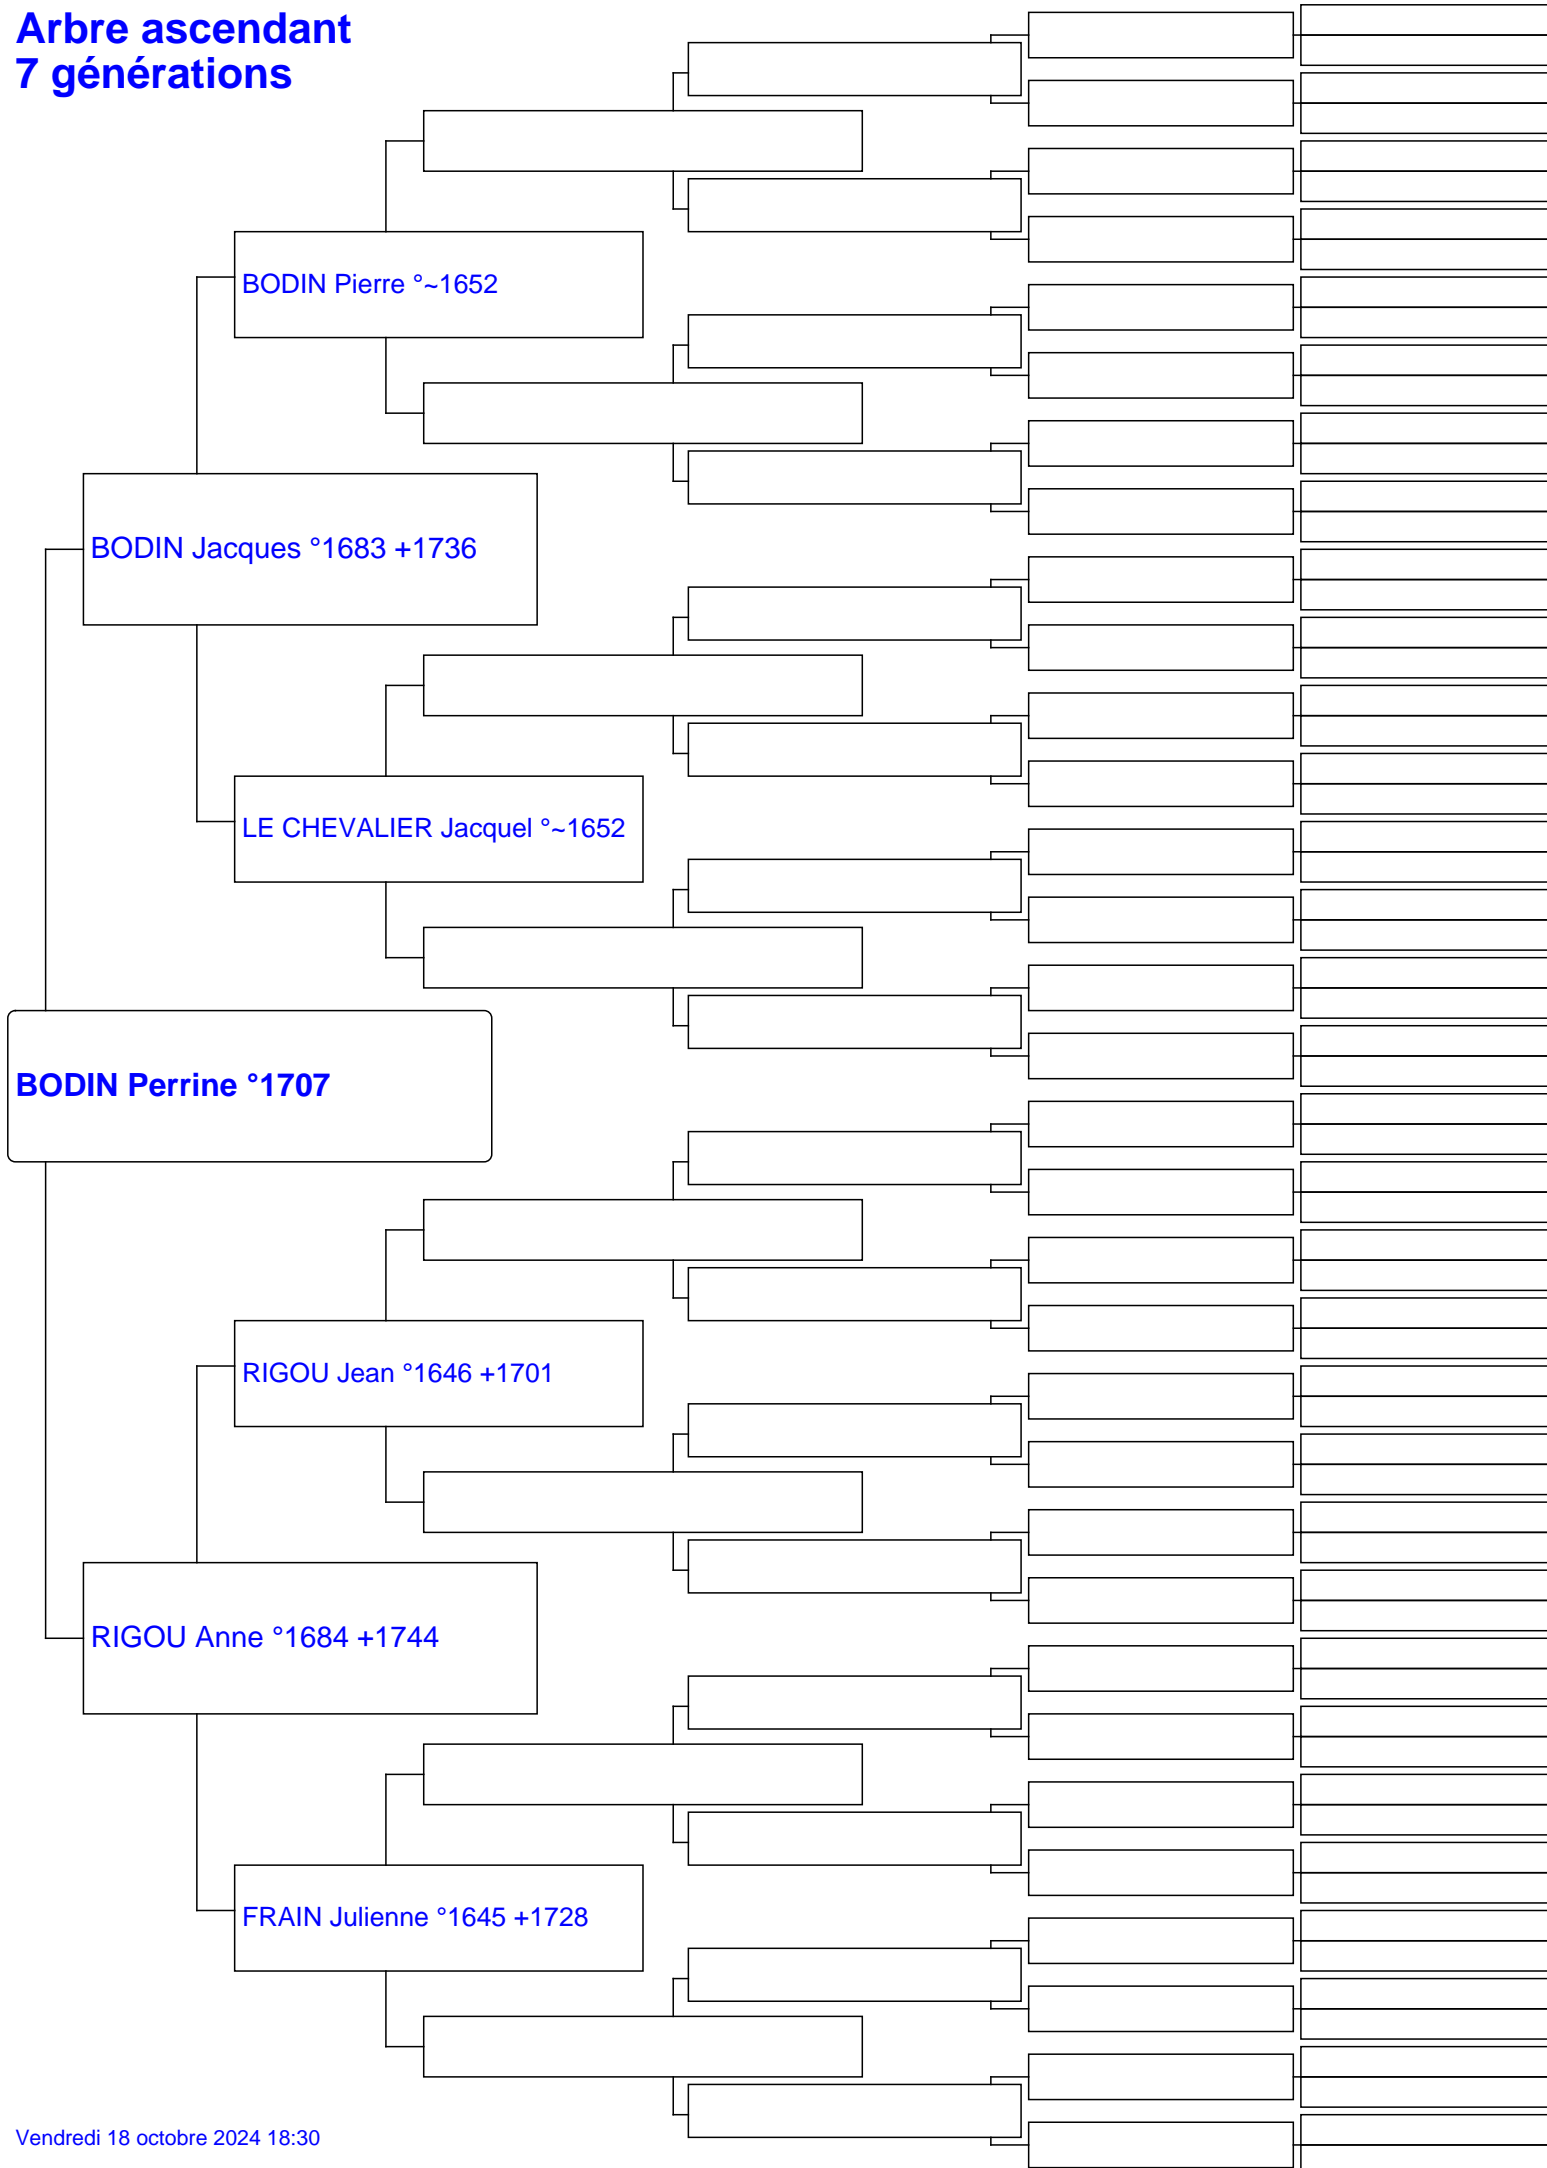 Arbre ascendant
7 générations
BODIN Pierre °~1652
BODIN Jacques °1683 +1736
LE CHEVALIER Jacquel °~1652
BODIN Perrine °1707
RIGOU Jean °1646 +1701
RIGOU Anne °1684 +1744
FRAIN Julienne °1645 +1728
Vendredi 18 octobre 2024 18:30